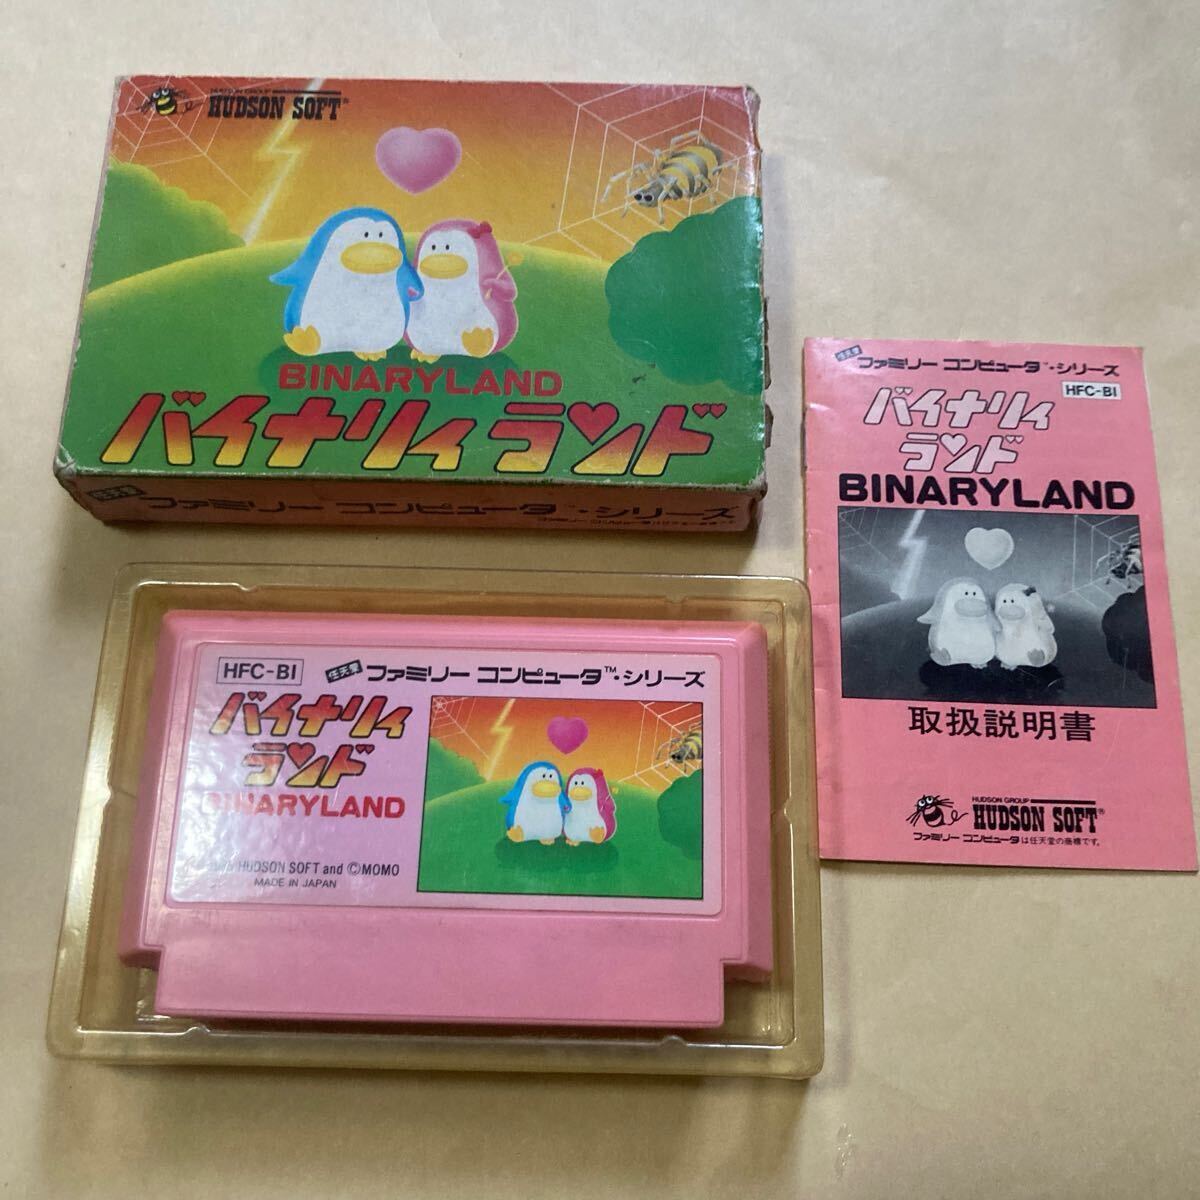 HUDSON GROUP
HUDSON SOFT®
BINARYLAND
バイナリィランド
任天堂 ファミリー コンピュータ™・シリーズ
任天堂 ファミリー コンピュータ™・シリーズ
HFC-BI
バイナリィ
ランド
BINARYLAND
取扱説明書
HUDSON GROUP
HUDSON SOFT®
ファミリー コンピュータは任天堂の商標です。
HFC-BI
任天堂 ファミリー コンピュータ™・シリーズ
バイナリィ
ランド
BINARYLAND
HUDSON SOFT and ©MOMO
MADE IN JAPAN